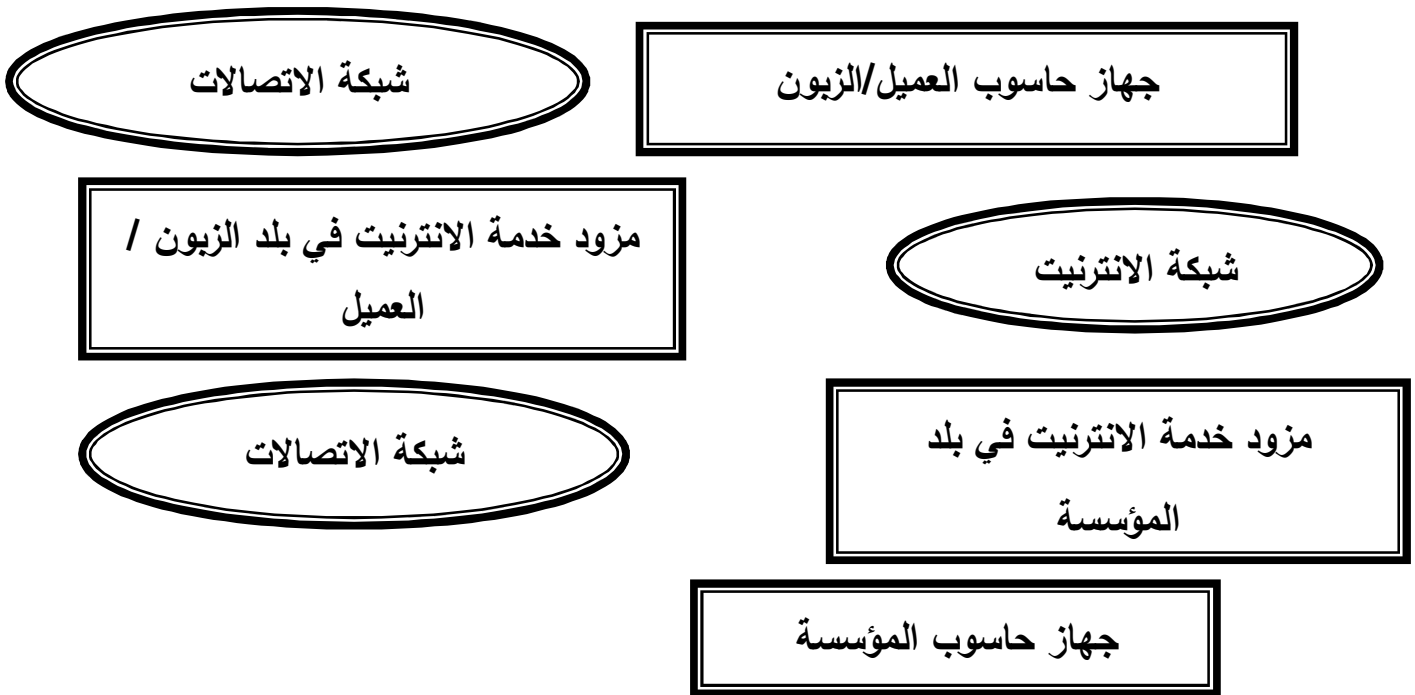 جهاز حاسوب العميل/الزبون
شبكة الاتصالات
مزود خدمة الانترنيت في بلد الزبون /
العميل
شبكة الانترنيت
مزود خدمة الانترنيت في بلد
المؤسسة
شبكة الاتصالات
جهاز حاسوب المؤسسة